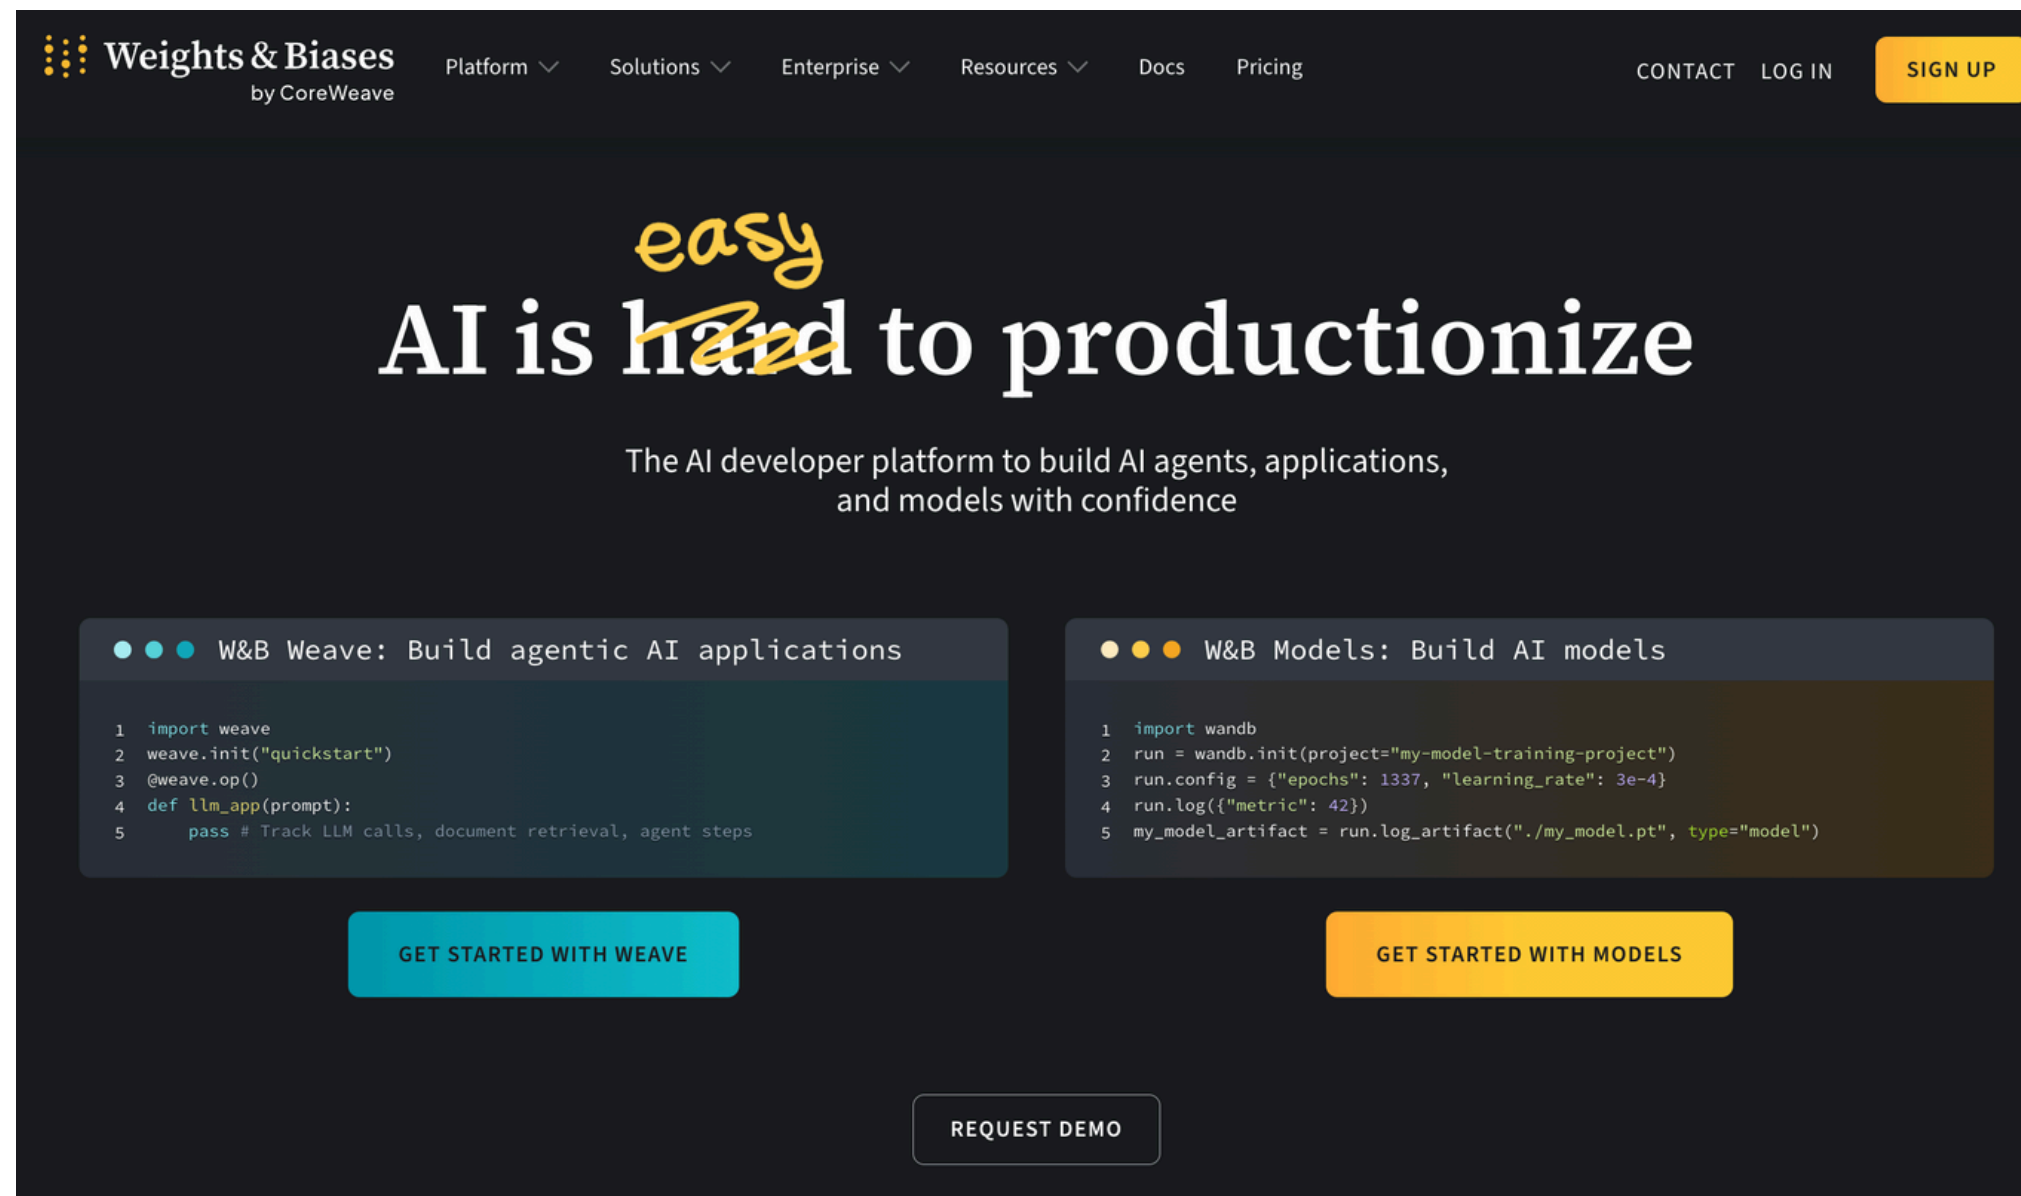 Weights & Biases
by CoreWeave
Platform
Solutions
Enterprise
Resources
Docs
Pricing
CONTACT
LOG IN
SIGN UP
easy
AI is hard to productionize
The AI developer platform to build AI agents, applications,
and models with confidence
W&B Weave: Build agentic AI applications
1 import weave
2 weave.init("quickstart")
3 @weave.op()
4 def llm_app(prompt):
5     pass # Track LLM calls, document retrieval, agent steps
GET STARTED WITH WEAVE
W&B Models: Build AI models
1 import wandb
2 run = wandb.init(project="my-model-training-project")
3 run.config = {"epochs": 1337, "learning_rate": 3e-4}
4 run.log({"metric": 42})
5 my_model_artifact = run.log_artifact("./my_model.pt", type="model")
GET STARTED WITH MODELS
REQUEST DEMO